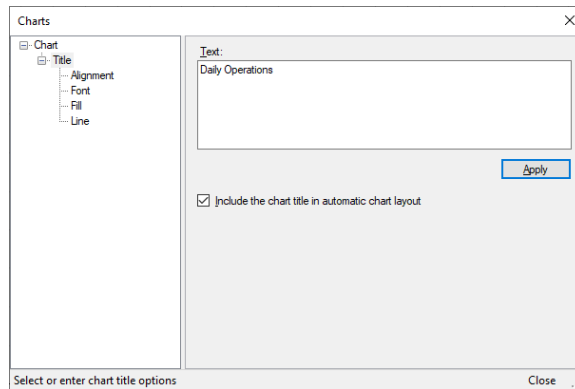 Charts
Chart
Title
Alignment
Font
Fill
Line
Text:
Daily Operations
Apply
Include the chart title in automatic chart layout
Select or enter chart title options
Close